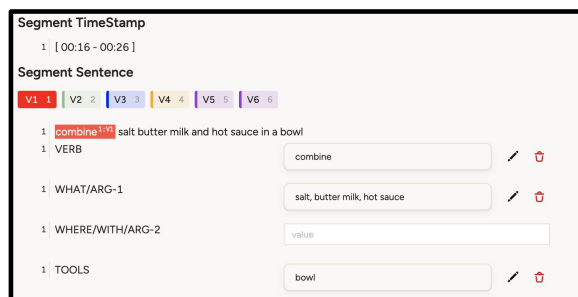 Segment TimeStamp
1 [ 00:16 - 00:26 ]
Segment Sentence
V1 1 V2 2 V3 3 V4 4 V5 5 V6 6
1 combine 1:V1 salt butter milk and hot sauce in a bowl
1 VERB combine
1 WHAT/ARG-1 salt, butter milk, hot sauce
1 WHERE/WITH/ARG-2 value
1 TOOLS bowl